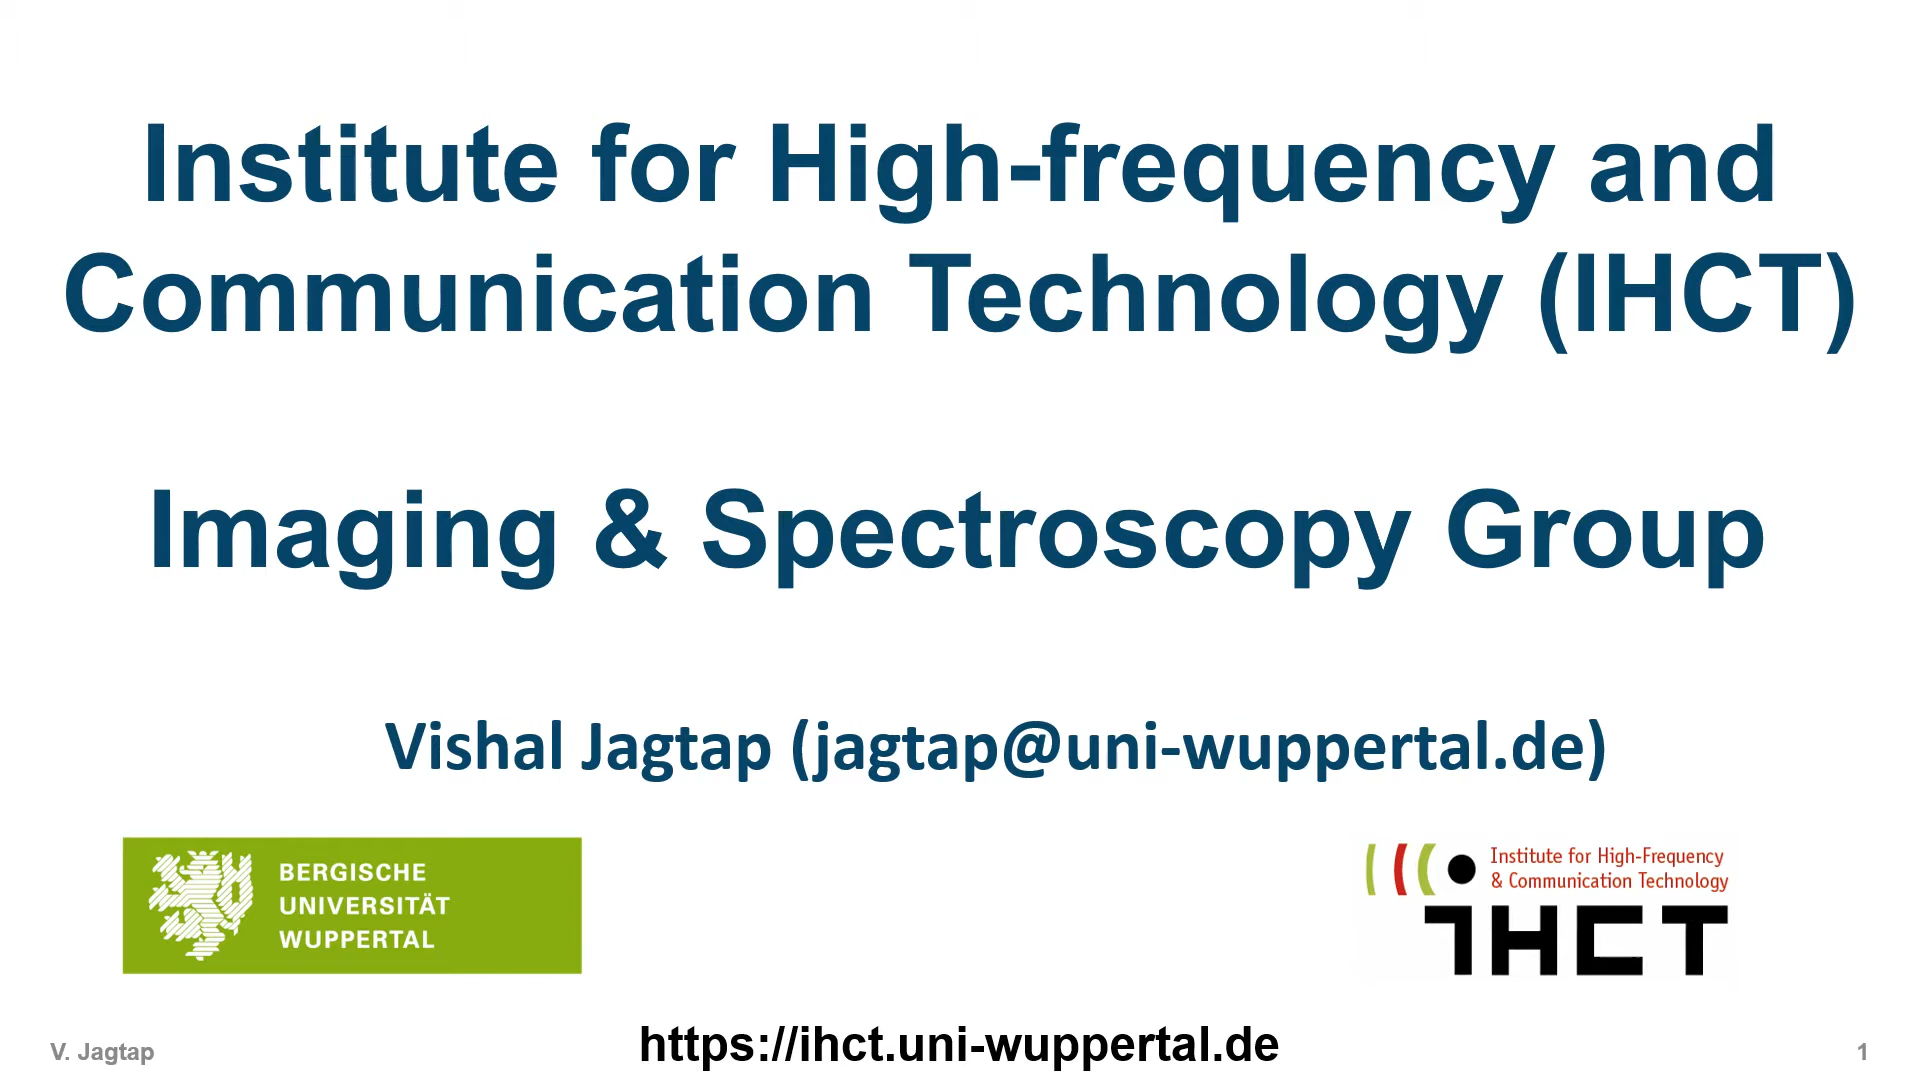 Institute for High-frequency and
Communication Technology (IHCT)
Imaging & Spectroscopy Group
Vishal Jagtap (jagtap@uni-wuppertal.de)
BERGISCHE
UNIVERSITÄT
WUPPERTAL
Institute for High-Frequency
& Communication Technology
IHCT
V. Jagtap
https://ihct.uni-wuppertal.de
1